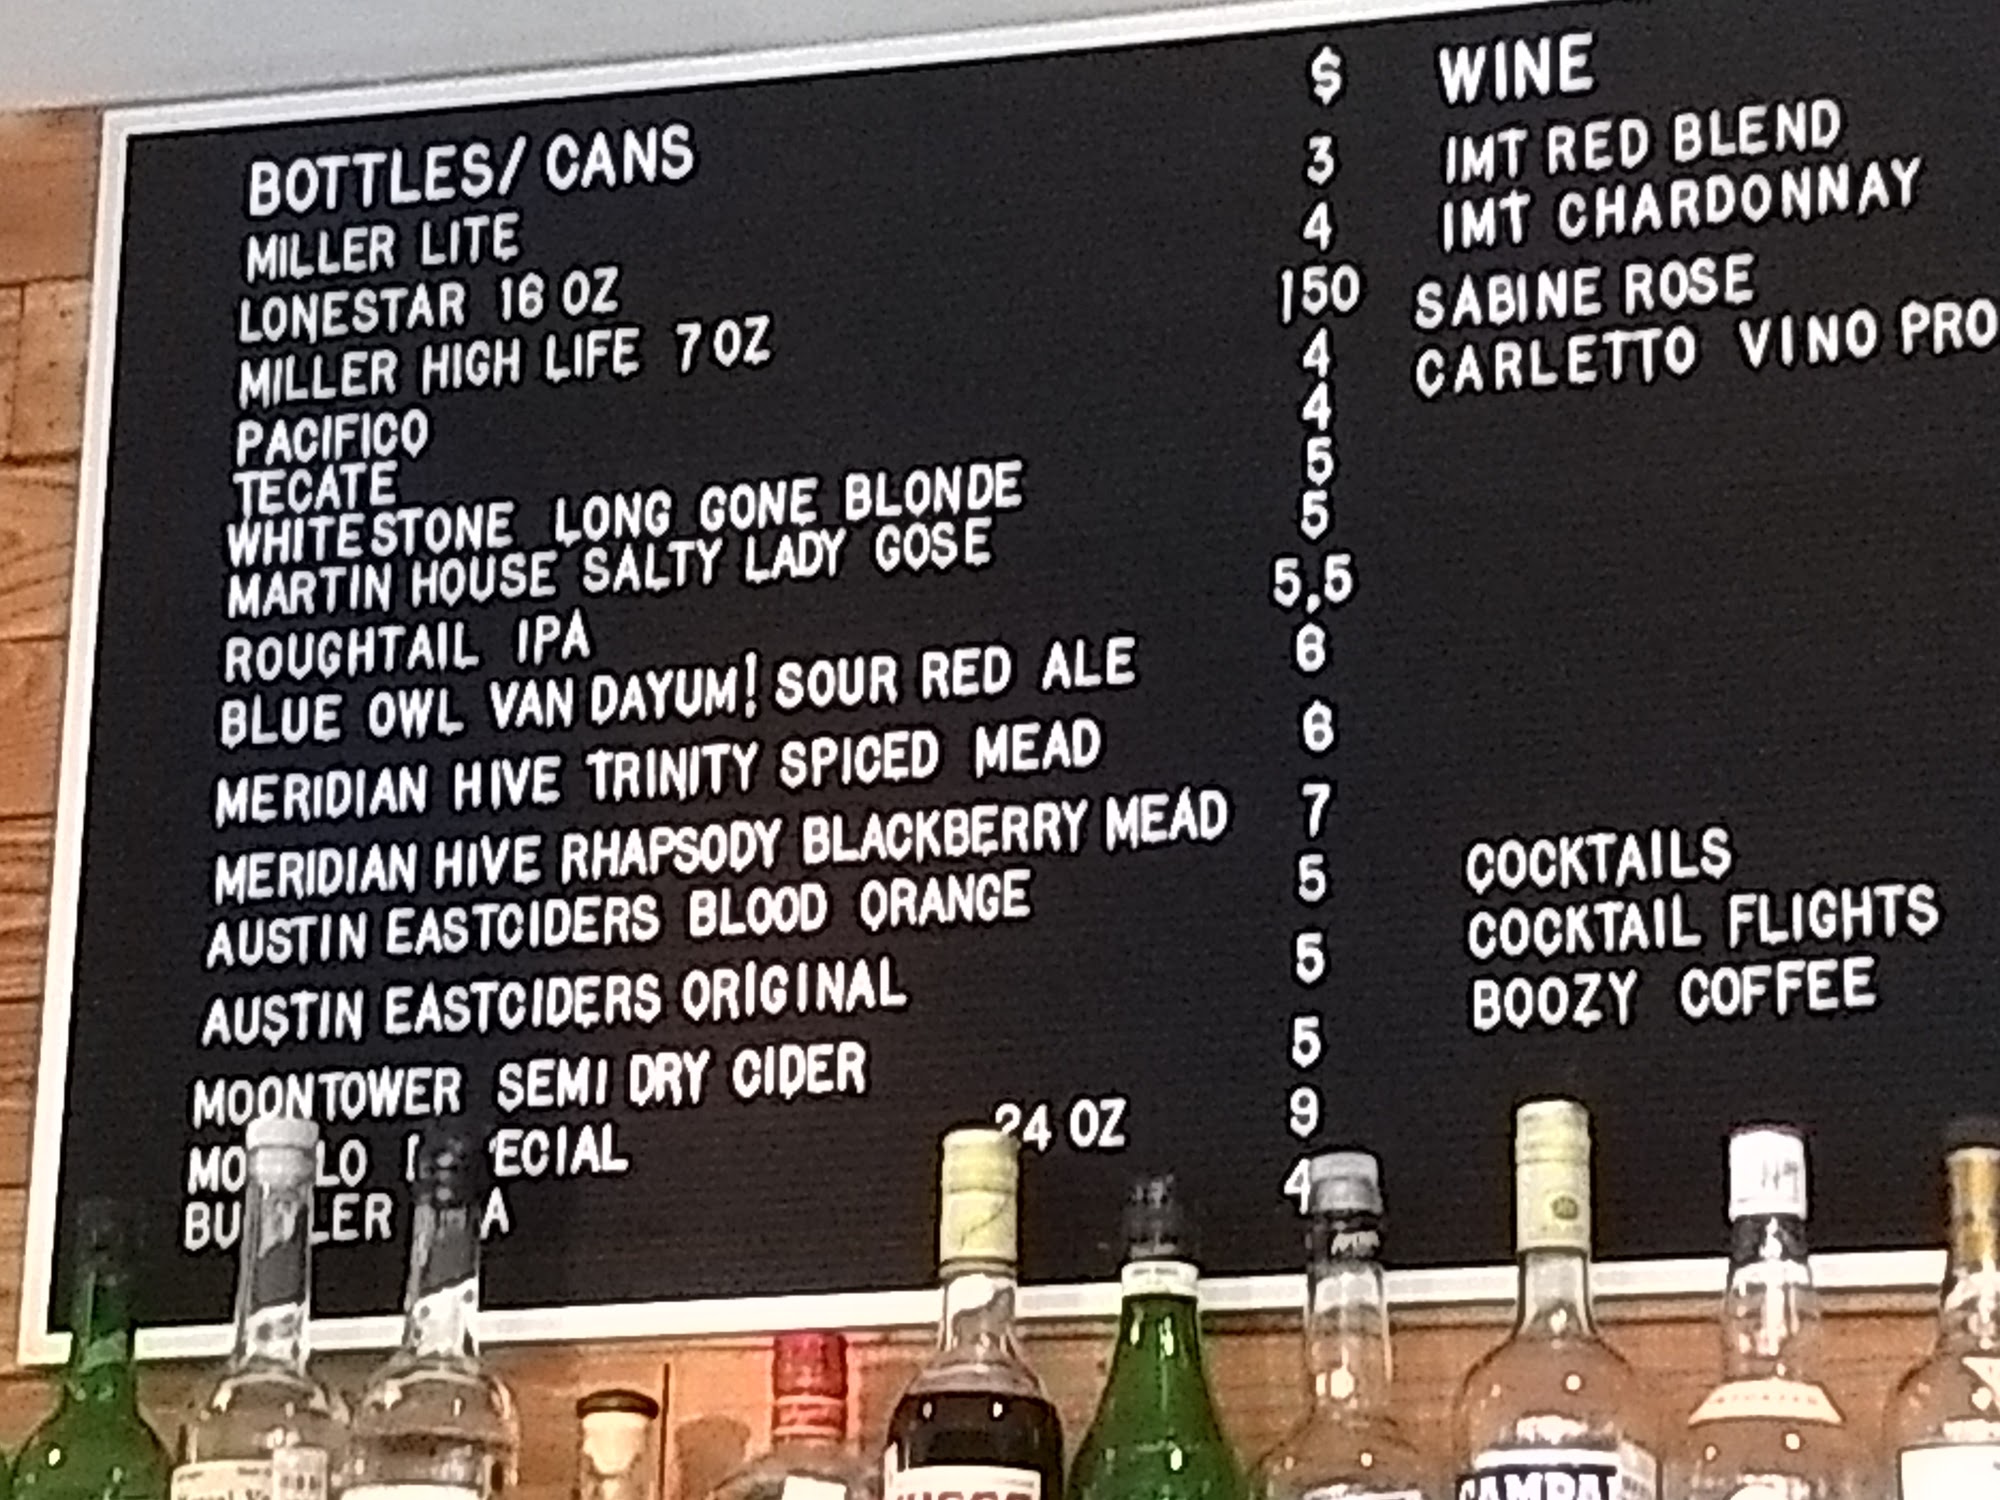 BOTTLES/ CANS $
MILLER LITE 3
LONESTAR 16 OZ 4
MILLER HIGH LIFE 7 OZ 150
PACIFICO 4
TECATE 4
WHITESTONE LONG GONE BLONDE 5
MARTIN HOUSE SALTY LADY GOSE 5
ROUGHTAIL IPA 5,5
BLUE OWL VAN DAYUM! SOUR RED ALE 6
MERIDIAN HIVE TRINITY SPICED MEAD 6
MERIDIAN HIVE RHAPSODY BLACKBERRY MEAD 7
AUSTIN EASTCIDERS BLOOD ORANGE 5
AUSTIN EASTCIDERS ORIGINAL 5
MOONTOWER SEMI DRY CIDER 5
24 OZ 9
4
WINE
IMT RED BLEND
IMT CHARDONNAY
SABINE ROSE
CARLETTO VINO PRO
COCKTAILS
COCKTAIL FLIGHTS
BOOZY COFFEE